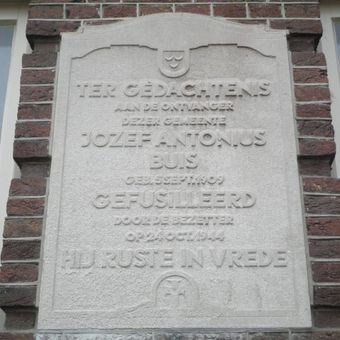 TER GEDACHTENIS
AAN DE ONTVANGER
DEZER GEMEENTE
JOZEF ANTONIUS
BUIS
GEB. 5 SEPT. 1909
GEFUSILLEERD
DOOR DE BEZETTER
OP 24 OCT. 1944
HIJ RUSTE IN VREDE